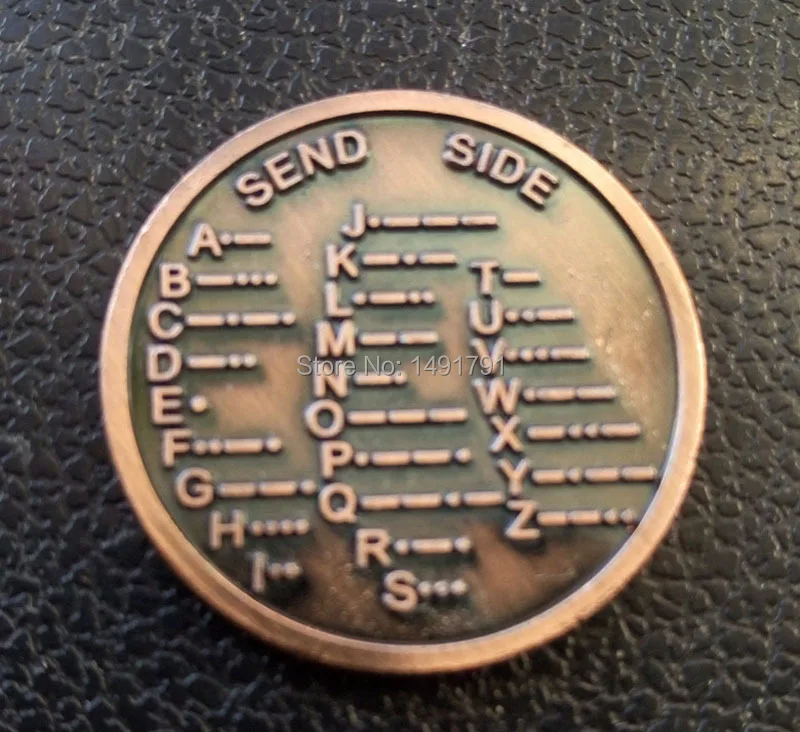 SEND SIDE
A·—
B—···
C—·—·
D—··
E·
F··—·
G——·
H····
I··
J·———
K—·—
L·—··
M——
N—·
O———
P·——·
Q——·—
R·—·
S···
T—
U··—
V···—
W·——
X—··—
Y—·——
Z——··
Store No: 1491791